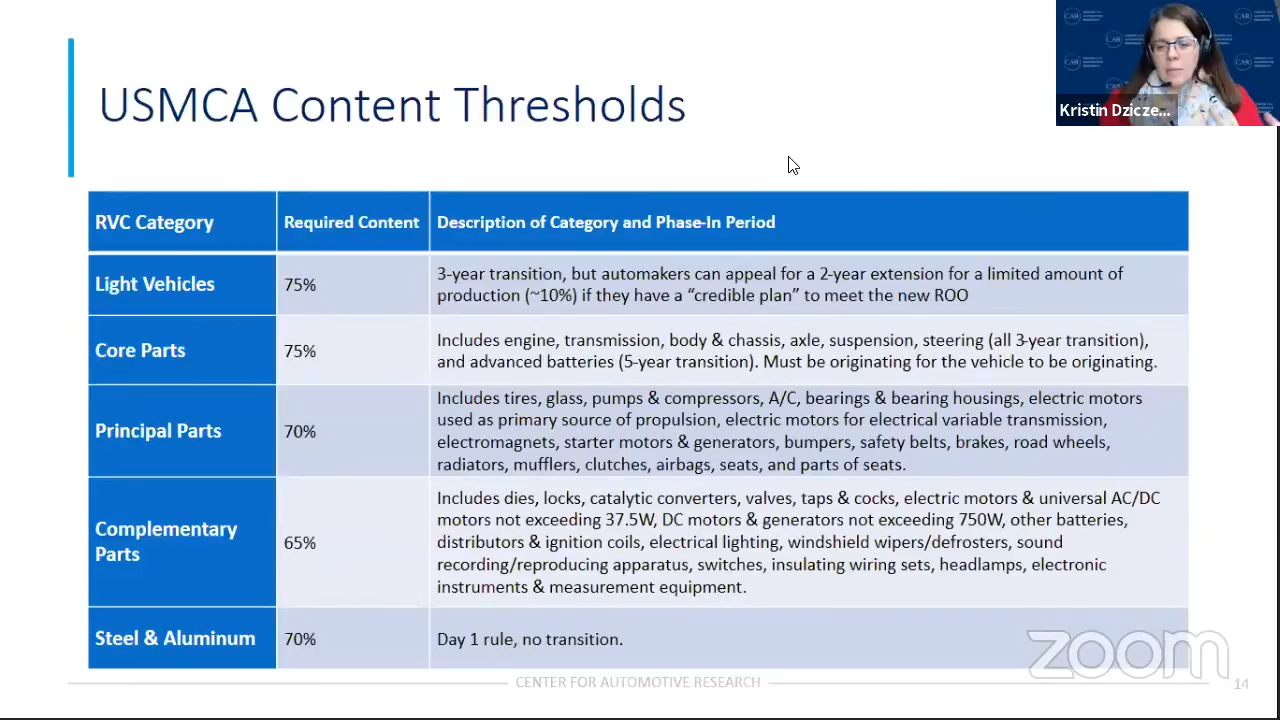 CAR
CAR
Kristin Dzicze...
USMCA Content Thresholds
RVC Category
Required Content
Description of Category and Phase-In Period
Light Vehicles
75%
3-year transition, but automakers can appeal for a 2-year extension for a limited amount of
production (~10%) if they have a “credible plan” to meet the new ROO
Core Parts
75%
Includes engine, transmission, body & chassis, axle, suspension, steering (all 3-year transition),
and advanced batteries (5-year transition). Must be originating for the vehicle to be originating.
Principal Parts
70%
Includes tires, glass, pumps & compressors, A/C, bearings & bearing housings, electric motors
used as primary source of propulsion, electric motors for electrical variable transmission,
electromagnets, starter motors & generators, bumpers, safety belts, brakes, road wheels,
radiators, mufflers, clutches, airbags, seats, and parts of seats.
Complementary
Parts
65%
Includes dies, locks, catalytic converters, valves, taps & cocks, electric motors & universal AC/DC
motors not exceeding 37.5W, DC motors & generators not exceeding 750W, other batteries,
distributors & ignition coils, electrical lighting, windshield wipers/defrosters, sound
recording/reproducing apparatus, switches, insulating wiring sets, headlamps, electronic
instruments & measurement equipment.
Steel & Aluminum
70%
Day 1 rule, no transition.
zoom
CENTER FOR AUTOMOTIVE RESEARCH
14